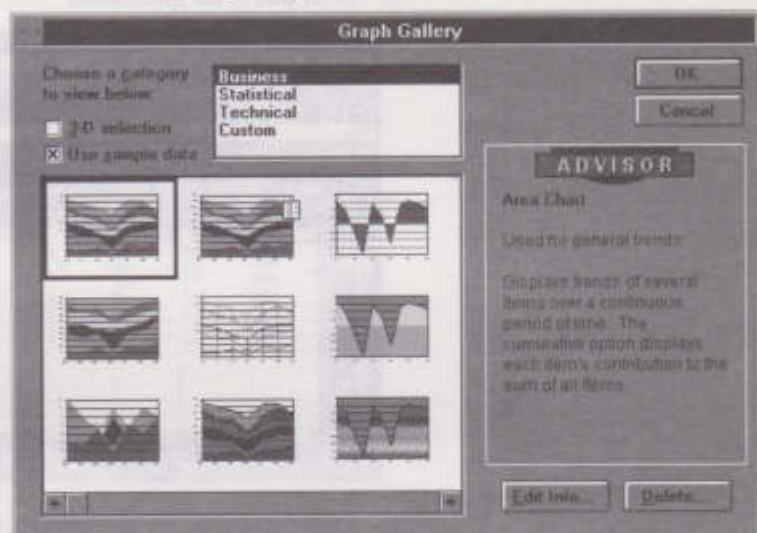 Graph Gallery
Choose a category
to view below:
3-D selection
Use sample data
Business
Statistical
Technical
Custom
OK
Cancel
ADVISOR
Area Chart
Used for general trends.
Displays trends of several
items over a continuous
period of time. The
cumulative option displays
each item's contribution to the
sum of all items.
Edit Info...
Delete...